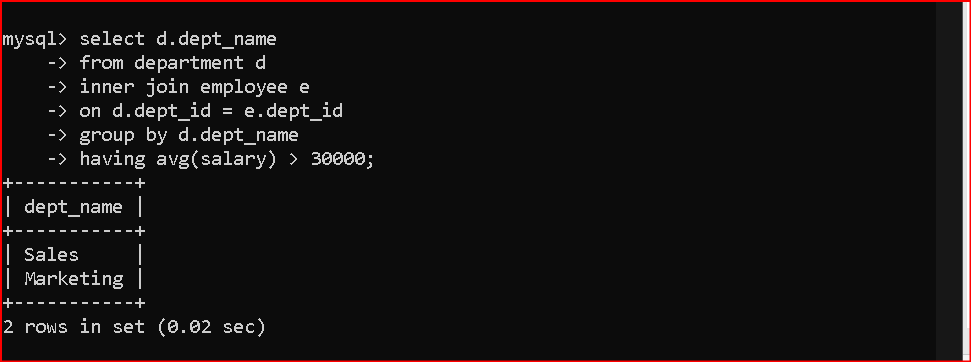 mysql> select d.dept_name
    -> from department d
    -> inner join employee e
    -> on d.dept_id = e.dept_id
    -> group by d.dept_name
    -> having avg(salary) > 30000;
+-----------+
| dept_name |
+-----------+
| Sales     |
| Marketing |
+-----------+
2 rows in set (0.02 sec)